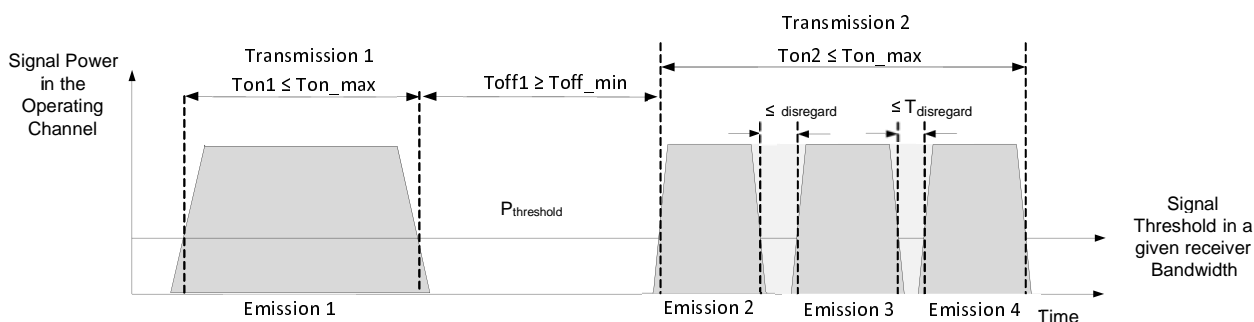 Transmission 2
Transmission 1
Signal Power
in the
Operating
Channel
Ton1 ≤ Ton_max
Toff1 ≥ Toff_min
Ton2 ≤ Ton_max
≤ disregard
≤ Tdisregard
Pthreshold
Signal
Threshold in a
given receiver
Bandwidth
Emission 1
Emission 2
Emission 3
Emission 4
Time